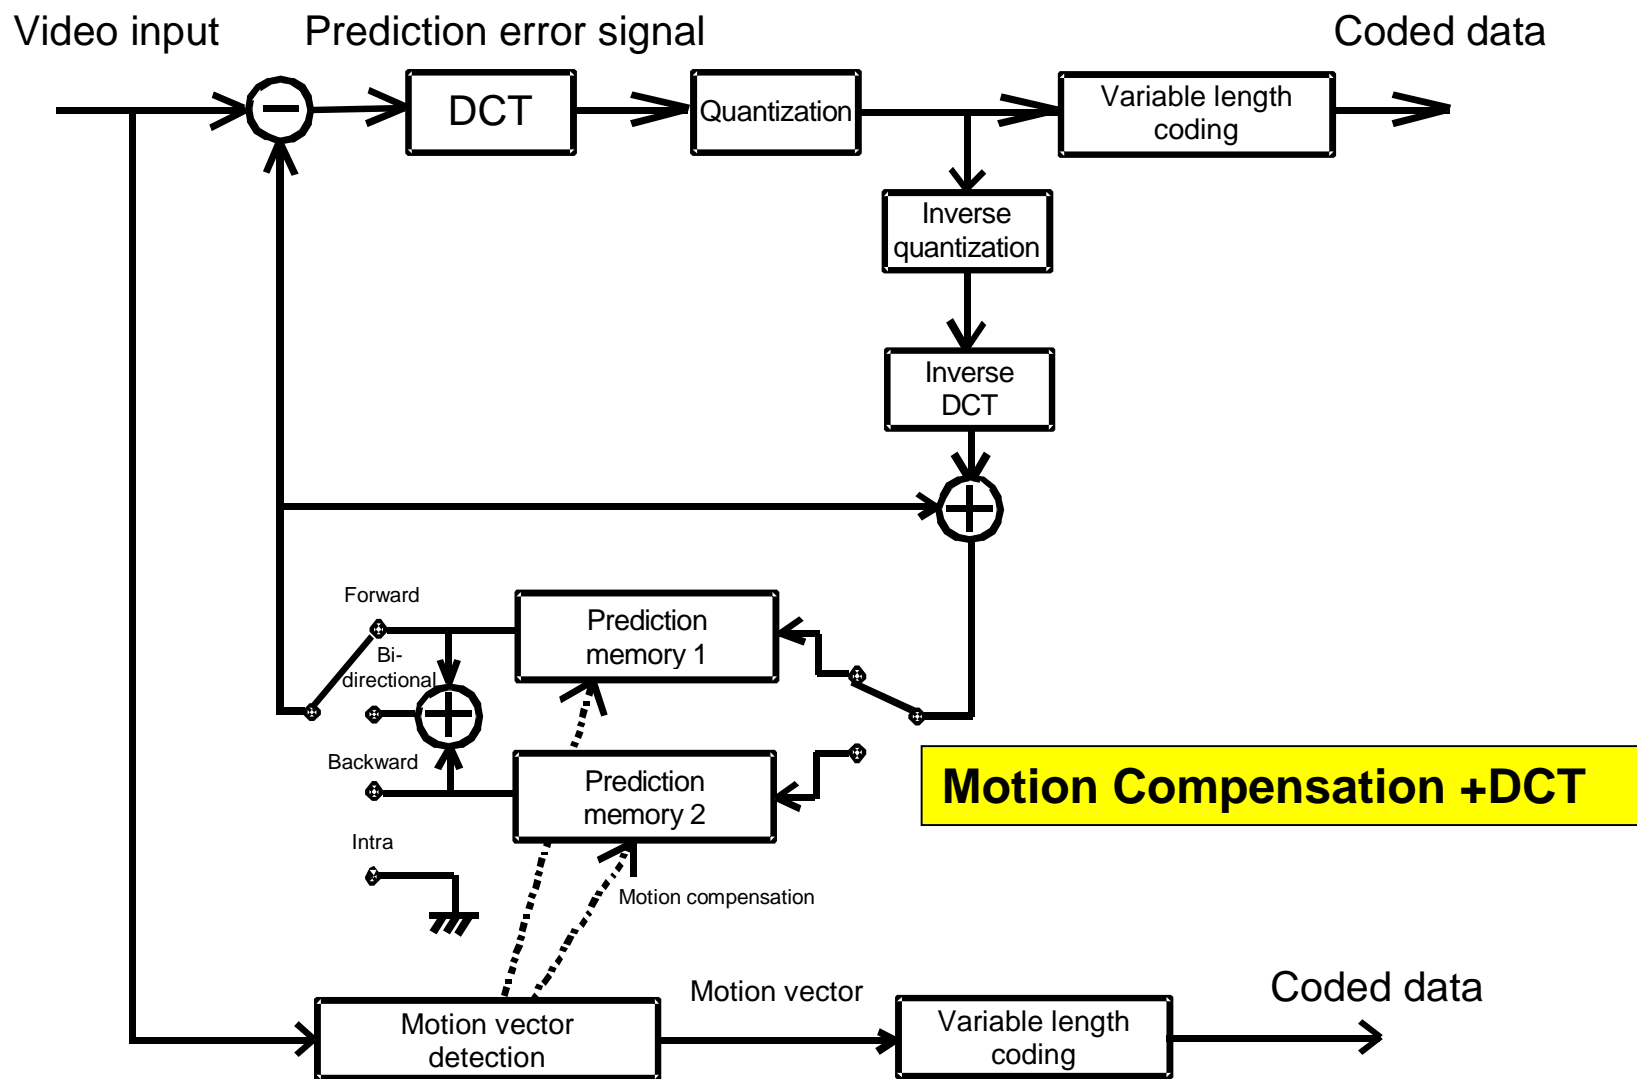 Video input
Prediction error signal
Coded data
DCT
Quantization
Variable length
coding
Inverse
quantization
Inverse
DCT
Forward
Prediction
memory 1
Bi-
directional
Backward
Prediction
memory 2
Motion Compensation +DCT
Intra
Motion compensation
Motion vector
detection
Motion vector
Variable length
coding
Coded data